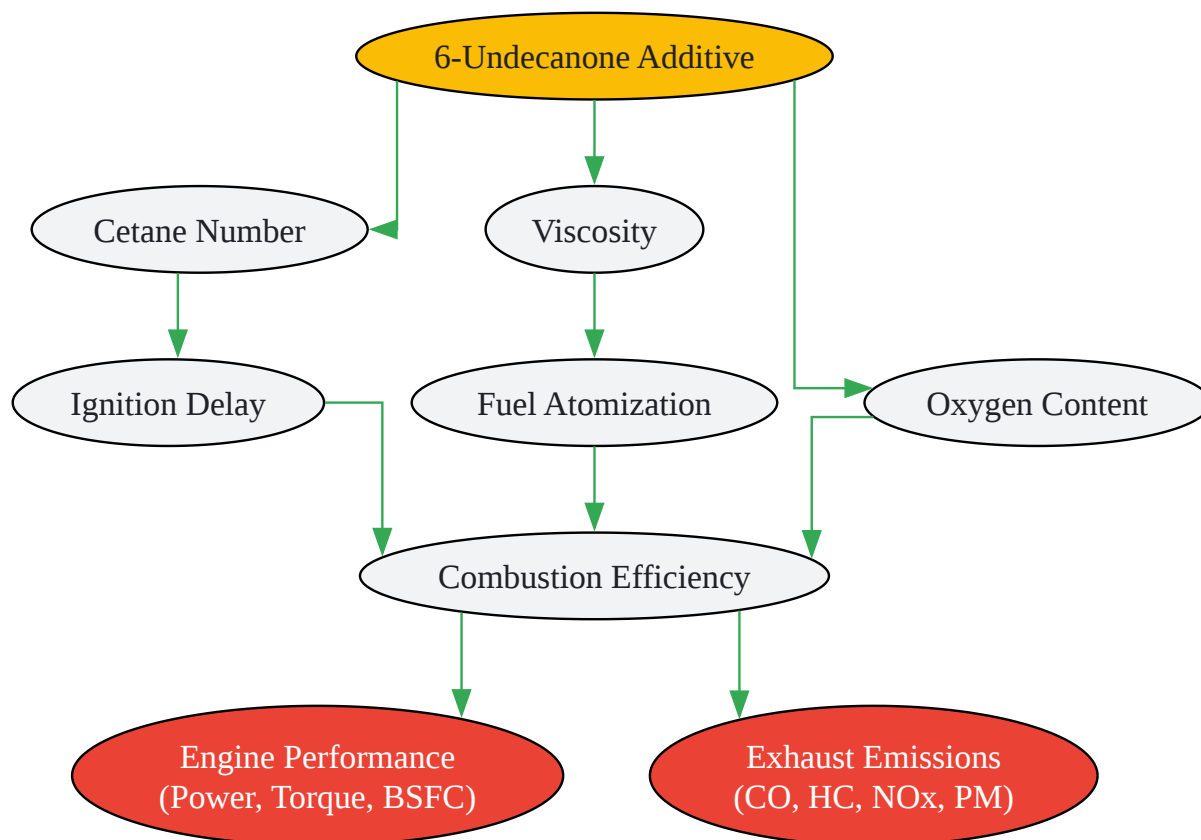 6-Undecanone Additive
Cetane Number
Viscosity
Ignition Delay
Fuel Atomization
Oxygen Content
Combustion Efficiency
Engine Performance
(Power, Torque, BSFC)
Exhaust Emissions
(CO, HC, NOx, PM)